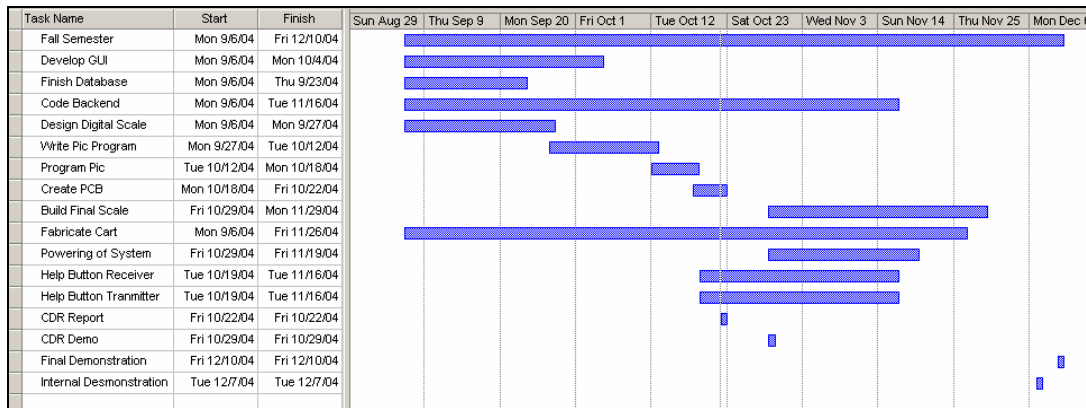 Task Name Start Finish Sun Aug 29 Thu Sep 9 Mon Sep 20 Fri Oct 1 Tue Oct 12 Sat Oct 23 Wed Nov 3 Sun Nov 14 Thu Nov 25 Mon Dec
Fall Semester Mon 9/6/04 Fri 12/10/04
Develop GUI Mon 9/6/04 Mon 10/4/04
Finish Database Mon 9/6/04 Thu 9/23/04
Code Backend Mon 9/6/04 Tue 11/16/04
Design Digital Scale Mon 9/6/04 Mon 9/27/04
Write Pic Program Mon 9/27/04 Tue 10/12/04
Program Pic Tue 10/12/04 Mon 10/18/04
Create PCB Mon 10/18/04 Fri 10/22/04
Build Final Scale Fri 10/29/04 Mon 11/29/04
Fabricate Cart Mon 9/6/04 Fri 11/26/04
Powering of System Fri 10/29/04 Fri 11/19/04
Help Button Receiver Tue 10/19/04 Tue 11/16/04
Help Button Tranmitter Tue 10/19/04 Tue 11/16/04
CDR Report Fri 10/22/04 Fri 10/22/04
CDR Demo Fri 10/29/04 Fri 10/29/04
Final Demonstration Fri 12/10/04 Fri 12/10/04
Internal Desmonstration Tue 12/7/04 Tue 12/7/04